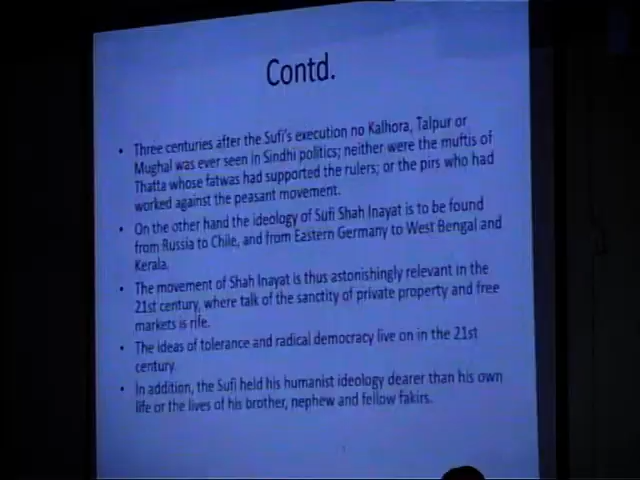 Contd.
• Three centuries after the Sufi's execution no Kalhora, Talpur or
Mughal was ever seen in Sindhi politics; neither were the muftis of
Thatta whose fatwas had supported the rulers; or the pirs who had
worked against the peasant movement.
• On the other hand the ideology of Sufi Shah Inayat is to be found
from Russia to Chile, and from Eastern Germany to West Bengal and
Kerala.
• The movement of Shah Inayat is thus astonishingly relevant in the
21st century, where talk of the sanctity of private property and free
markets is rife.
• The ideas of tolerance and radical democracy live on in the 21st
century.
• In addition, the Sufi held his humanist ideology dearer than his own
life or the lives of his brother, nephew and fellow fakirs.